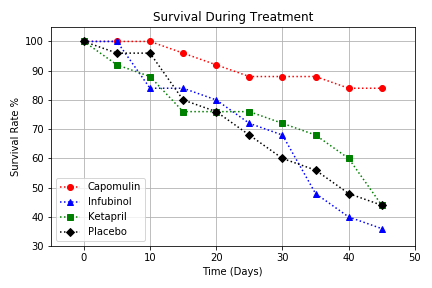 Survival During Treatment
Survival Rate %
100
90
80
70
60
50
40
30
Capomulin
Infubinol
Ketapril
Placebo
0 10 20 30 40 50
Time (Days)